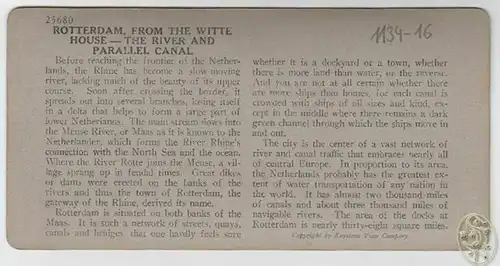 25680
1134-16
ROTTERDAM, FROM THE WITTE
HOUSE—THE RIVER AND
PARALLEL CANAL
Before reaching the frontier of the Nether-
lands, the Rhine has become a slow-moving
river, lacking much of the beauty of its upper
course. Soon after crossing the border, it
spreads out into several branches, losing itself
in a delta that helps to form a large part of
lower Netherlands. The main stream flows into
the Meuse River, or Maas as it is known to the
Netherlander, which forms the Rhine's
connection with the North Sea and the ocean.
Where the River Rotte joins the Meuse, a vil-
lage sprang up in feudal times. Great dikes
or dams were erected on the banks of the
rivers and thus the town of Rotterdam, the
gateway of the Rhine, derived its name.
Rotterdam is situated on both banks of the
Maas. It is such a network of streets, quays,
canals and bridges that one hardly feels sure
whether it is a dockyard or a town, whether
there is more land than water, or the reverse.
And you are not at all certain whether there
are more ships than houses, for each canal is
crowded with ships of all sizes and kind, ex-
cept in the middle where there remains a dark
green channel through which the ships move in
and out.
The city is the center of a vast network of
river and canal traffic that embraces nearly all
of central Europe. In proportion to its area,
the Netherlands probably has the greatest ex-
tent of water transportation of any nation in
the world. It has almost two thousand miles
of canals and about three thousand miles of
navigable rivers. The area of the docks at
Rotterdam is nearly thirty-eight square miles.
Copyright by Keystone View Company